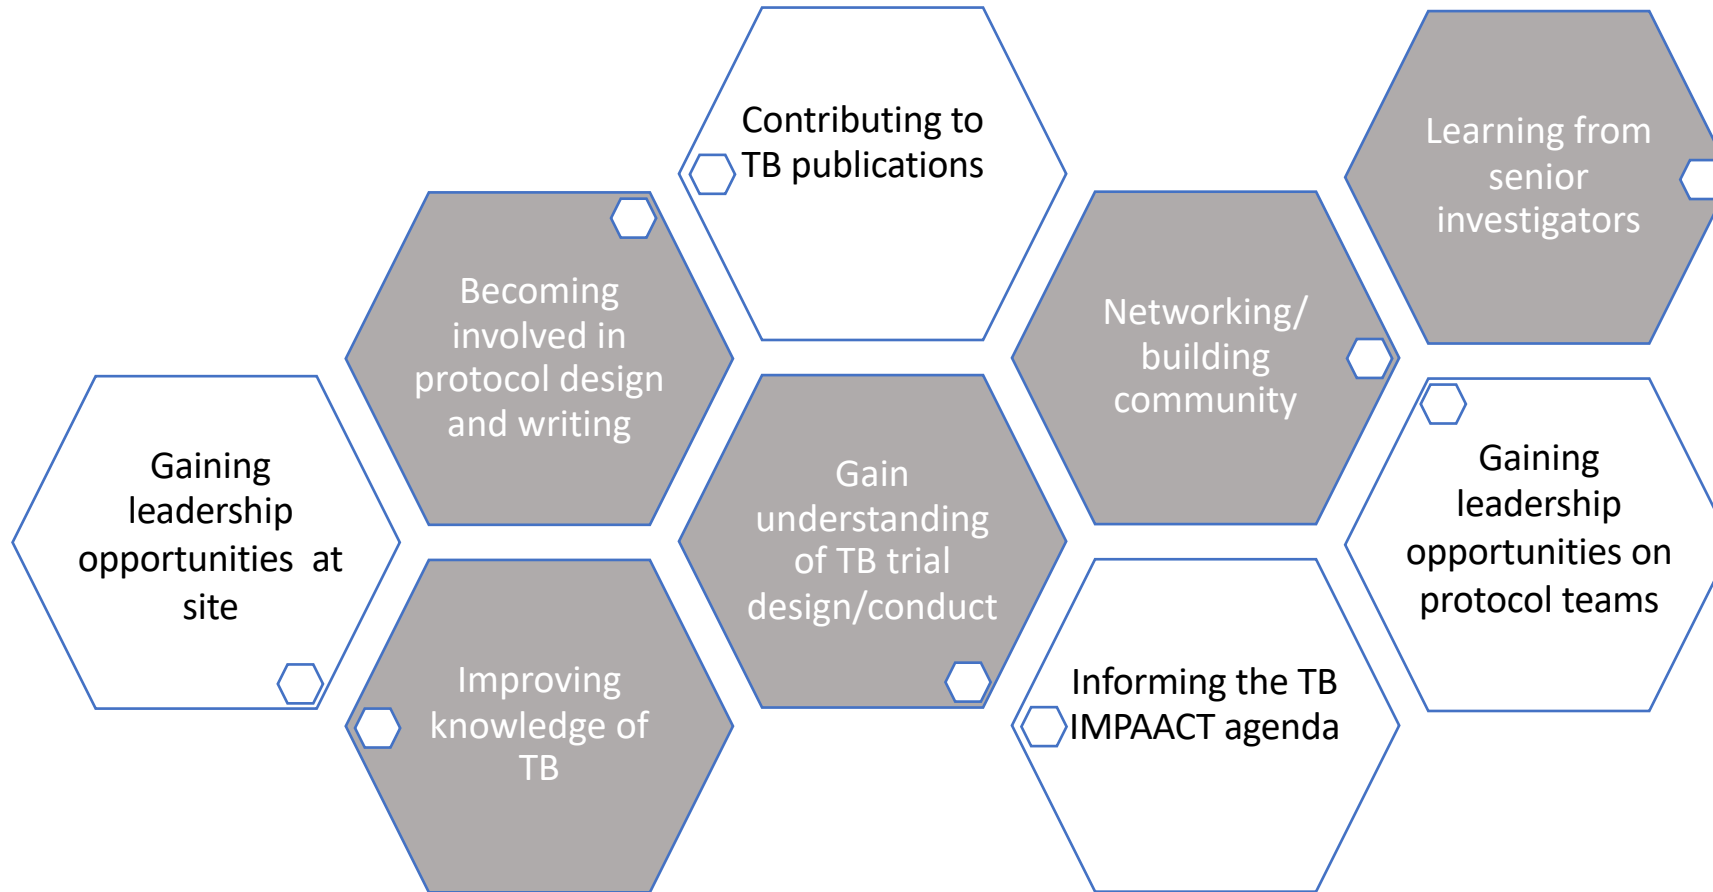 Contributing to
TB publications
Learning from
senior
investigators
Becoming
involved in
protocol design
and writing
Networking/
building
community
Gaining
leadership
opportunities  at
site
Gain
understanding
of TB trial
design/conduct
Gaining
leadership
opportunities on
protocol teams
Improving
knowledge of
TB
Informing the TB
IMPAACT agenda